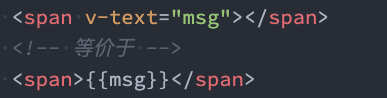 <span v-text="msg"></span>
<!-- 等价于 -->
<span>{{msg}}</span>